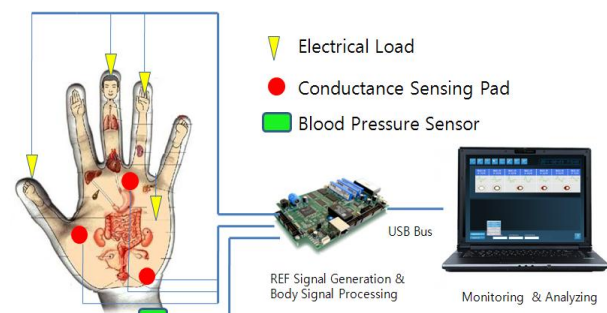 Electrical Load
Conductance Sensing Pad
Blood Pressure Sensor
USB Bus
REF Signal Generation &
Body Signal Processing
Monitoring & Analyzing